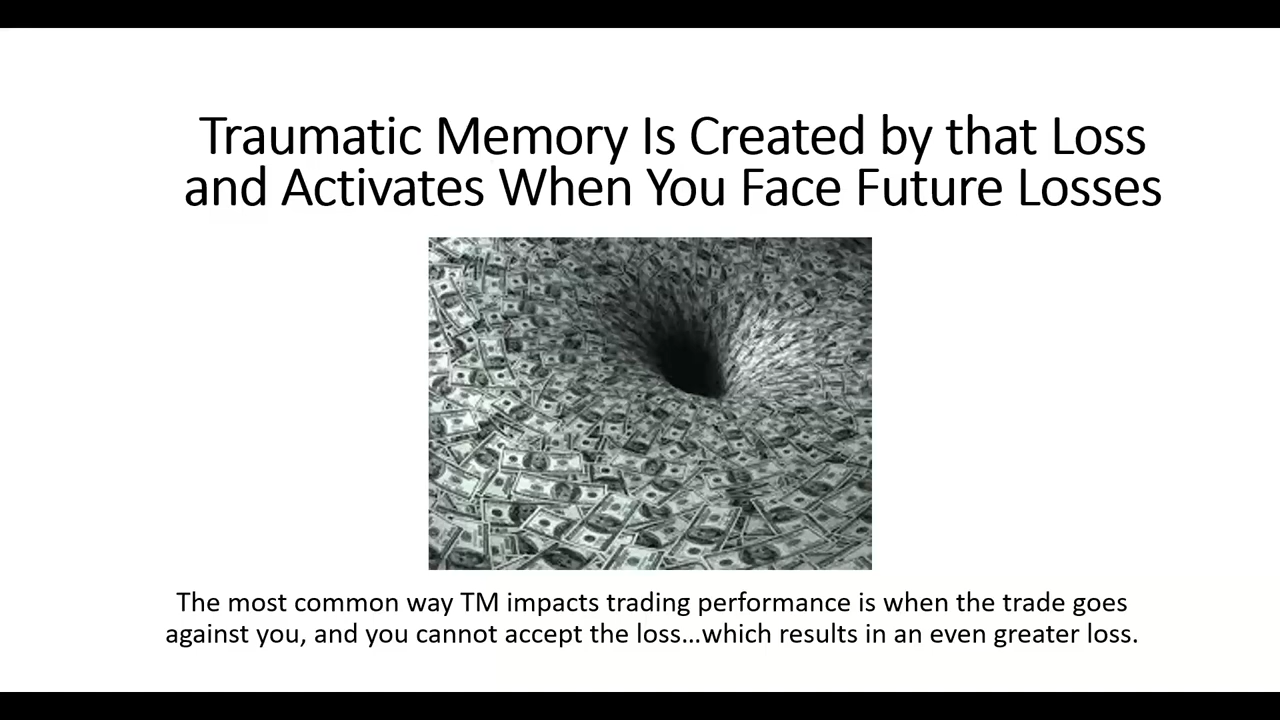 Traumatic Memory Is Created by that Loss
and Activates When You Face Future Losses
The most common way TM impacts trading performance is when the trade goes
against you, and you cannot accept the loss...which results in an even greater loss.